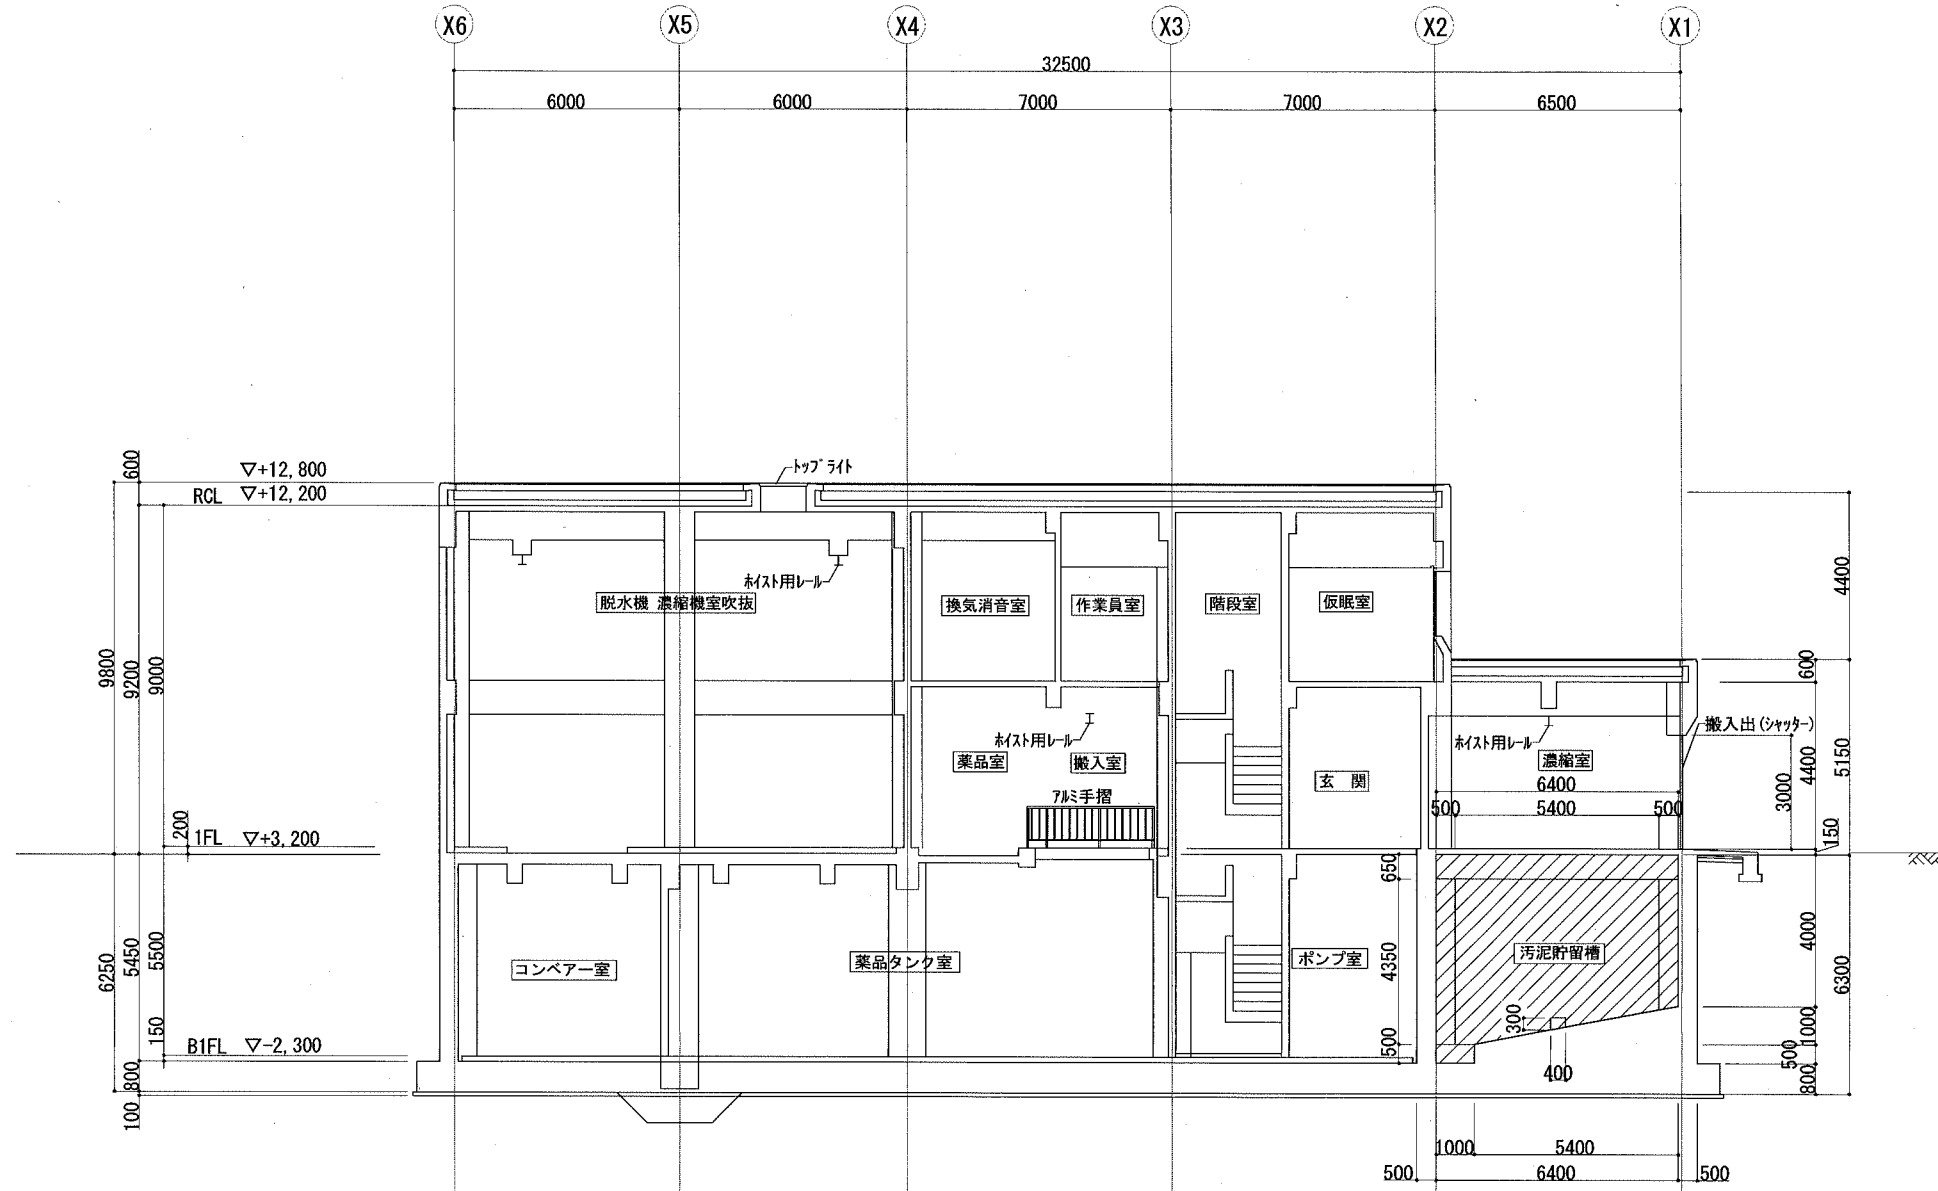 X6 X5 X4 X3 X2 X1
32500
6000 6000 7000 7000 6500
トップライト
600
▽+12,800
RCL ▽+12,200
ホイスト用レール
脱水機 濃縮機室吹抜
換気消音室
作業員室
階段室
仮眠室
4400
9800
9200
9000
600
搬入出(シャッター)
ホイスト用レール
ホイスト用レール
薬品室
搬入室
玄 関
濃縮室
6400
500 5400 500
3000
4400
5150
アルミ手摺
200
1FL ▽+3,200
150
650
4350
500
4000
6300
6250
5450
5500
コンベアー室
薬品タンク室
ポンプ室
汚泥貯留槽
300
1000
150
B1FL ▽-2,300
400
500
800
800
100
1000 5400
500 6400 500